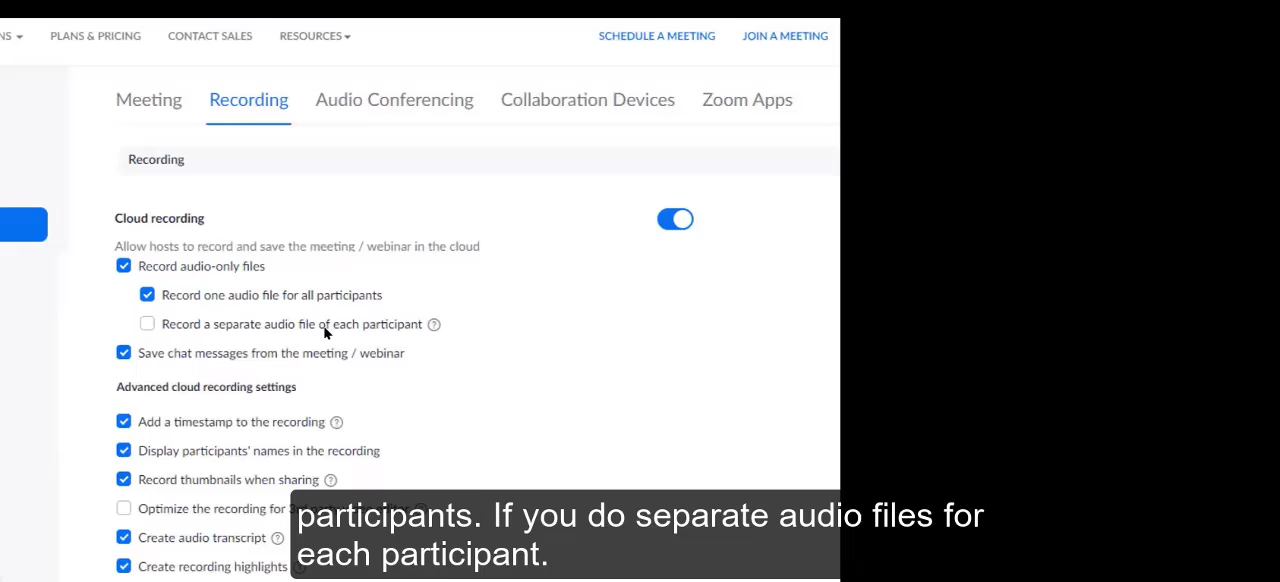 NS PLANS & PRICING CONTACT SALES RESOURCES SCHEDULE A MEETING JOIN A MEETING
Meeting Recording Audio Conferencing Collaboration Devices Zoom Apps
Recording
Cloud recording
Allow hosts to record and save the meeting / webinar in the cloud
Record audio-only files
Record one audio file for all participants
Record a separate audio file of each participant ?
Save chat messages from the meeting / webinar
Advanced cloud recording settings
Add a timestamp to the recording ?
Display participants' names in the recording
Record thumbnails when sharing ?
Optimize the recording for
Create audio transcript ?
Create recording highlights
participants. If you do separate audio files for
each participant.